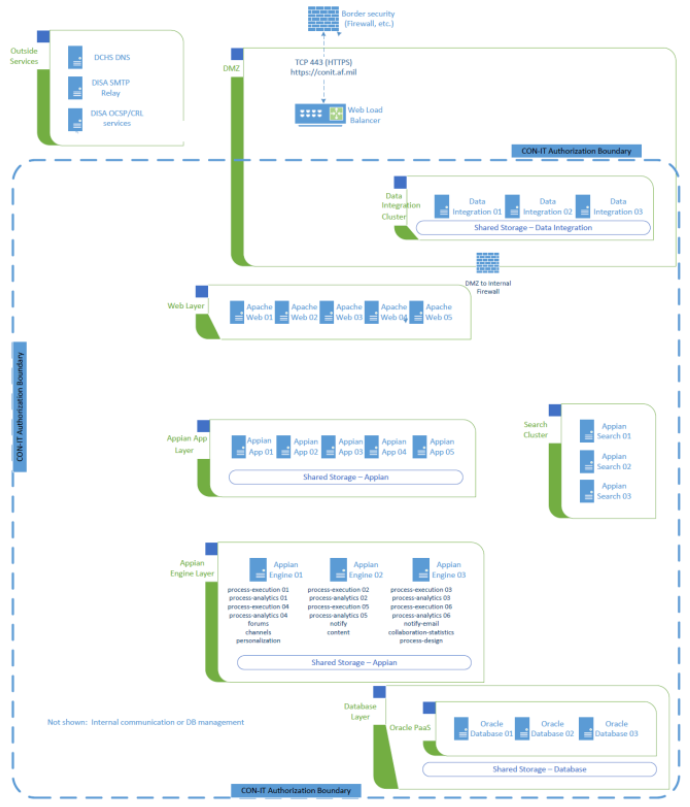 Outside
Services
DCHS DNS
DISA SMTP
Relay
DISA OCSP/CRL
services
Border security
(Firewall, etc.)
DMZ
TCP 443 (HTTPS)
https://conit.af.mil
Web Load
Balancer
CON-IT Authorization Boundary
Data
Integration
Cluster
Data
Integration 01
Data
Integration 02
Data
Integration 03
Shared Storage – Data Integration
DMZ to Internal
Firewall
Web Layer
Apache
Web 01
Apache
Web 02
Apache
Web 03
Apache
Web 04
Apache
Web 05
CON-IT Authorization Boundary
Appian App
Layer
Appian
App 01
Appian
App 02
Appian
App 03
Appian
App 04
Appian
App 05
Shared Storage – Appian
Search
Cluster
Appian
Search 01
Appian
Search 02
Appian
Search 03
Appian
Engine Layer
Appian
Engine 01
process-execution 01
process-analytics 01
process-execution 04
process-analytics 04
forums
channels
personalization
Appian
Engine 02
process-execution 02
process-analytics 02
process-execution 05
process-analytics 05
notify
content
Appian
Engine 03
process-execution 03
process-analytics 03
process-execution 06
process-analytics 06
notify-email
collaboration-statistics
process-design
Shared Storage – Appian
Database
Layer
Oracle PaaS
Oracle
Database 01
Oracle
Database 02
Oracle
Database 03
Shared Storage – Database
Not shown: Internal communication or DB management
CON-IT Authorization Boundary